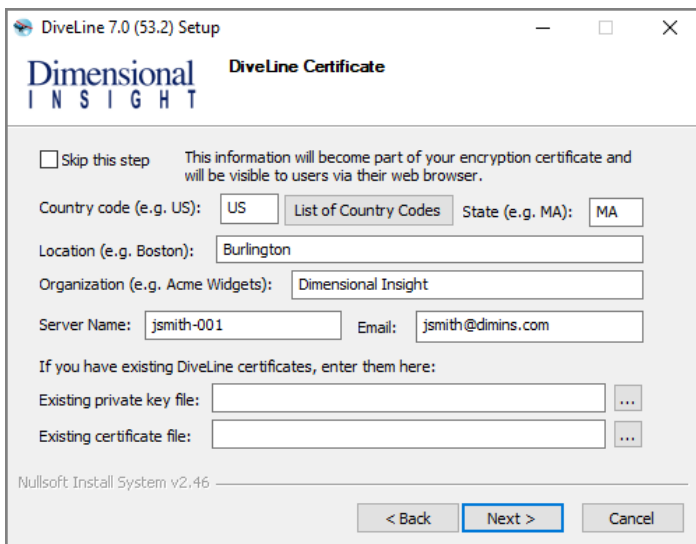 DiveLine 7.0 (53.2) Setup
Dimensional
INSIGHT
DiveLine Certificate
Skip this step
This information will become part of your encryption certificate and
will be visible to users via their web browser.
Country code (e.g. US): US List of Country Codes State (e.g. MA): MA
Location (e.g. Boston): Burlington
Organization (e.g. Acme Widgets): Dimensional Insight
Server Name: jsmith-001 Email: jsmith@dimins.com
If you have existing DiveLine certificates, enter them here:
Existing private key file: ...
Existing certificate file: ...
Nullsoft Install System v2.46
< Back Next > Cancel